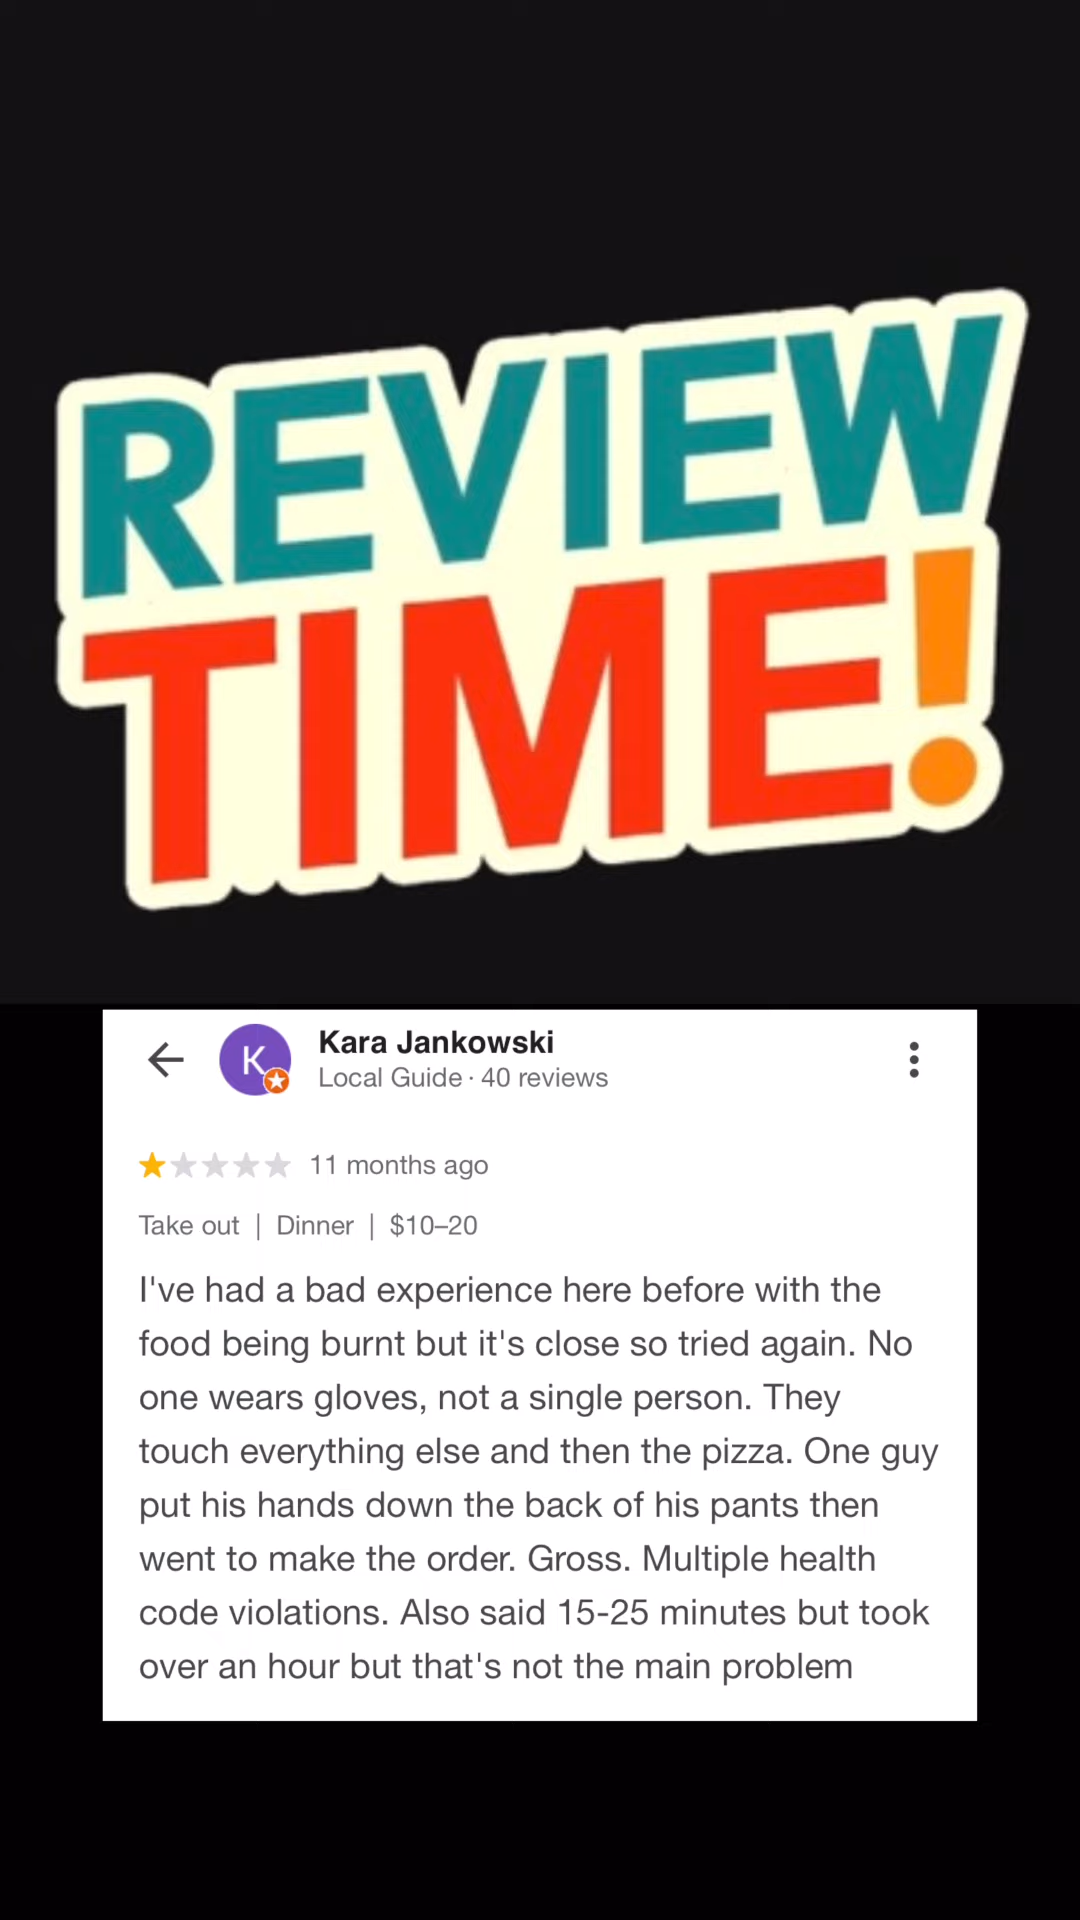 REVIEW
TIME!
K
Kara Jankowski
Local Guide · 40 reviews
11 months ago
Take out | Dinner | $10–20
I've had a bad experience here before with the
food being burnt but it's close so tried again. No
one wears gloves, not a single person. They
touch everything else and then the pizza. One guy
put his hands down the back of his pants then
went to make the order. Gross. Multiple health
code violations. Also said 15-25 minutes but took
over an hour but that's not the main problem